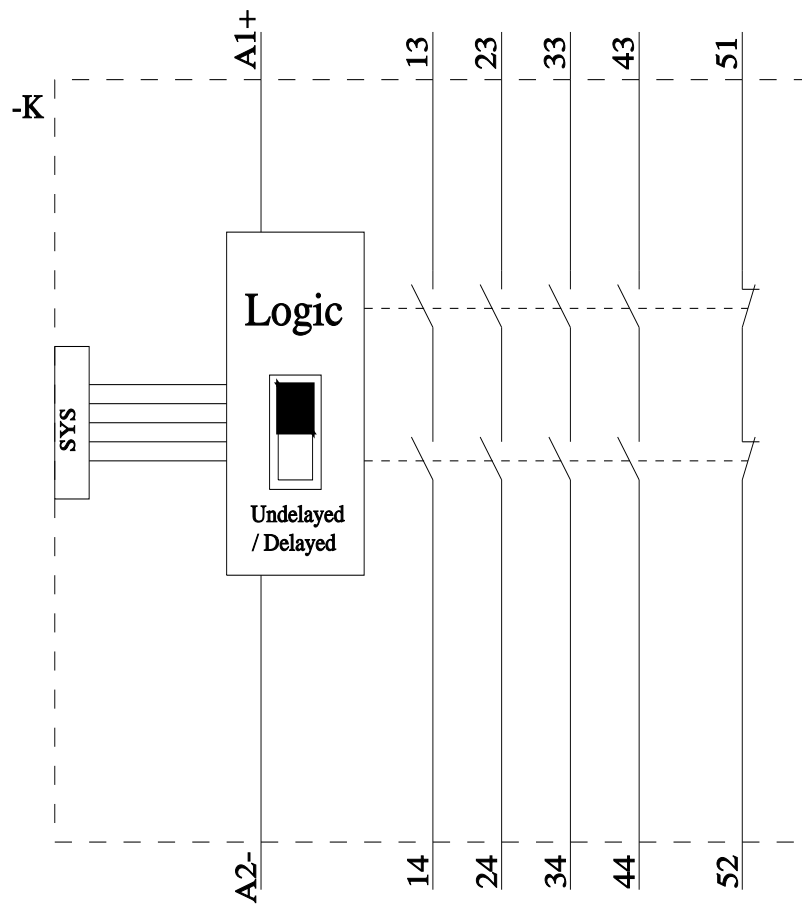 A1+
13
23
33
43
51
-K
Logic
SYS
Undelayed
/ Delayed
A2-
14
24
34
44
52